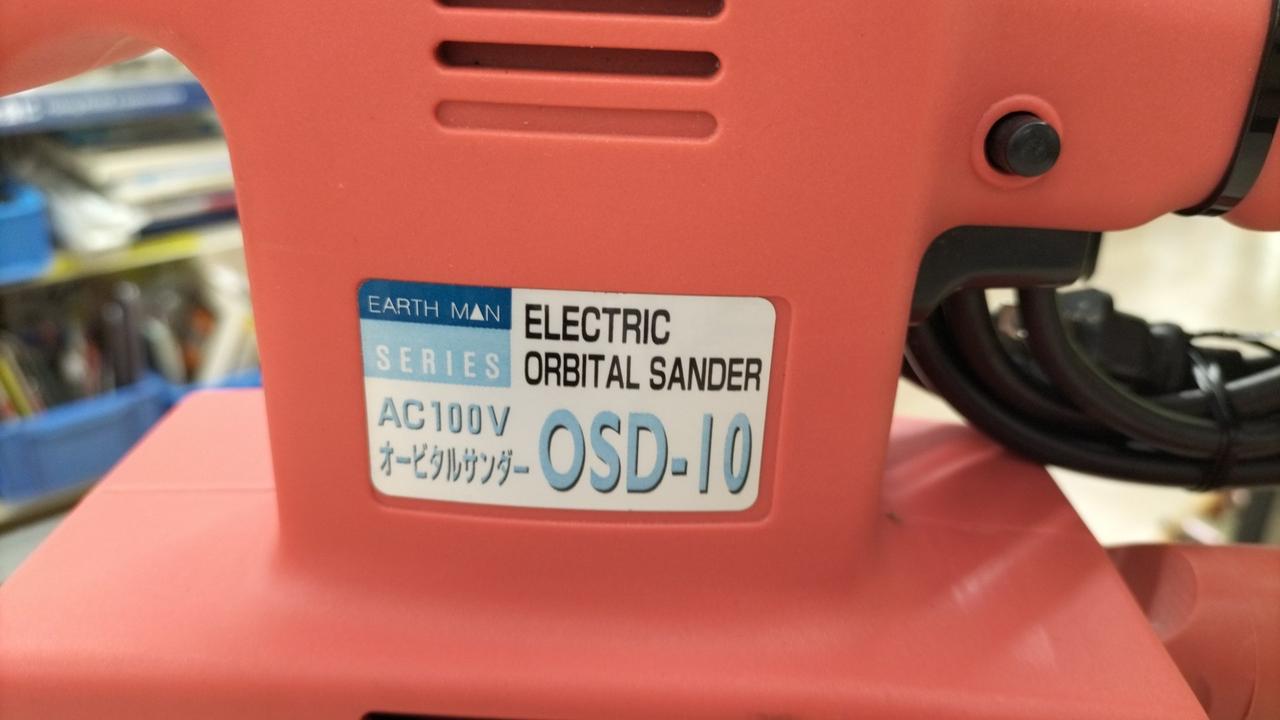 EARTH MAN
SERIES
ELECTRIC
ORBITAL SANDER
AC100V
オービタルサンダー
OSD-10